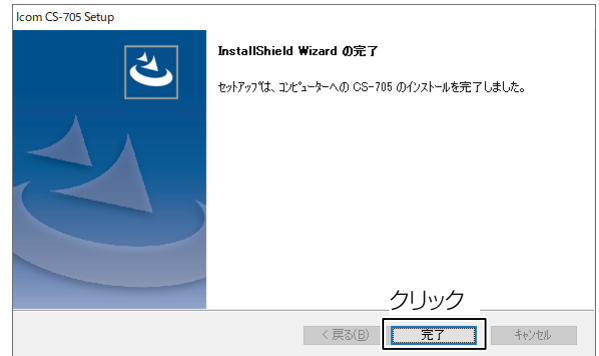 Icom CS-705 Setup
InstallShield Wizard の完了
セットアップは、コンピューターへの CS-705 のインストールを完了しました。
クリック
< 戻る(B)
完了
キャンセル